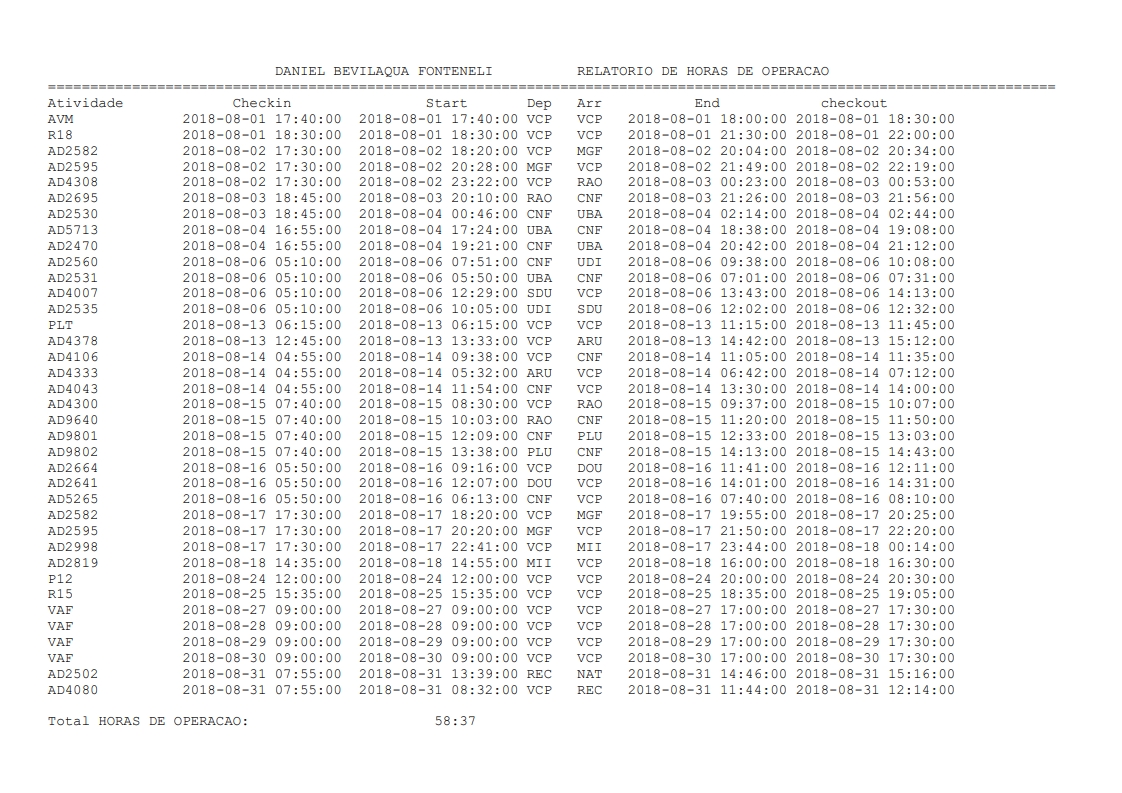 DANIEL BEVILAQUA FONTENELI RELATORIO DE HORAS DE OPERACAO
========================================================================================================================
Atividade Checkin Start Dep Arr End checkout
AVM 2018-08-01 17:40:00 2018-08-01 17:40:00 VCP VCP 2018-08-01 18:00:00 2018-08-01 18:30:00
R18 2018-08-01 18:30:00 2018-08-01 18:30:00 VCP VCP 2018-08-01 21:30:00 2018-08-01 22:00:00
AD2582 2018-08-02 17:30:00 2018-08-02 18:20:00 VCP MGF 2018-08-02 20:04:00 2018-08-02 20:34:00
AD2595 2018-08-02 17:30:00 2018-08-02 20:28:00 MGF VCP 2018-08-02 21:49:00 2018-08-02 22:19:00
AD4308 2018-08-02 17:30:00 2018-08-02 23:22:00 VCP RAO 2018-08-03 00:23:00 2018-08-03 00:53:00
AD2695 2018-08-03 18:45:00 2018-08-03 20:10:00 RAO CNF 2018-08-03 21:26:00 2018-08-03 21:56:00
AD2530 2018-08-03 18:45:00 2018-08-04 00:46:00 CNF UBA 2018-08-04 02:14:00 2018-08-04 02:44:00
AD5713 2018-08-04 16:55:00 2018-08-04 17:24:00 UBA CNF 2018-08-04 18:38:00 2018-08-04 19:08:00
AD2470 2018-08-04 16:55:00 2018-08-04 19:21:00 CNF UBA 2018-08-04 20:42:00 2018-08-04 21:12:00
AD2560 2018-08-06 05:10:00 2018-08-06 07:51:00 CNF UDI 2018-08-06 09:38:00 2018-08-06 10:08:00
AD2531 2018-08-06 05:10:00 2018-08-06 05:50:00 UBA CNF 2018-08-06 07:01:00 2018-08-06 07:31:00
AD4007 2018-08-06 05:10:00 2018-08-06 12:29:00 SDU VCP 2018-08-06 13:43:00 2018-08-06 14:13:00
AD2535 2018-08-06 05:10:00 2018-08-06 10:05:00 UDI SDU 2018-08-06 12:02:00 2018-08-06 12:32:00
PLT 2018-08-13 06:15:00 2018-08-13 06:15:00 VCP VCP 2018-08-13 11:15:00 2018-08-13 11:45:00
AD4378 2018-08-13 12:45:00 2018-08-13 13:33:00 VCP ARU 2018-08-13 14:42:00 2018-08-13 15:12:00
AD4106 2018-08-14 04:55:00 2018-08-14 09:38:00 VCP CNF 2018-08-14 11:05:00 2018-08-14 11:35:00
AD4333 2018-08-14 04:55:00 2018-08-14 05:32:00 ARU VCP 2018-08-14 06:42:00 2018-08-14 07:12:00
AD4043 2018-08-14 04:55:00 2018-08-14 11:54:00 CNF VCP 2018-08-14 13:30:00 2018-08-14 14:00:00
AD4300 2018-08-15 07:40:00 2018-08-15 08:30:00 VCP RAO 2018-08-15 09:37:00 2018-08-15 10:07:00
AD9640 2018-08-15 07:40:00 2018-08-15 10:03:00 RAO CNF 2018-08-15 11:20:00 2018-08-15 11:50:00
AD9801 2018-08-15 07:40:00 2018-08-15 12:09:00 CNF PLU 2018-08-15 12:33:00 2018-08-15 13:03:00
AD9802 2018-08-15 07:40:00 2018-08-15 13:38:00 PLU CNF 2018-08-15 14:13:00 2018-08-15 14:43:00
AD2664 2018-08-16 05:50:00 2018-08-16 09:16:00 VCP DOU 2018-08-16 11:41:00 2018-08-16 12:11:00
AD2641 2018-08-16 05:50:00 2018-08-16 12:07:00 DOU VCP 2018-08-16 14:01:00 2018-08-16 14:31:00
AD5265 2018-08-16 05:50:00 2018-08-16 06:13:00 CNF VCP 2018-08-16 07:40:00 2018-08-16 08:10:00
AD2582 2018-08-17 17:30:00 2018-08-17 18:20:00 VCP MGF 2018-08-17 19:55:00 2018-08-17 20:25:00
AD2595 2018-08-17 17:30:00 2018-08-17 20:20:00 MGF VCP 2018-08-17 21:50:00 2018-08-17 22:20:00
AD2998 2018-08-17 17:30:00 2018-08-17 22:41:00 VCP MII 2018-08-17 23:44:00 2018-08-18 00:14:00
AD2819 2018-08-18 14:35:00 2018-08-18 14:55:00 MII VCP 2018-08-18 16:00:00 2018-08-18 16:30:00
P12 2018-08-24 12:00:00 2018-08-24 12:00:00 VCP VCP 2018-08-24 20:00:00 2018-08-24 20:30:00
R15 2018-08-25 15:35:00 2018-08-25 15:35:00 VCP VCP 2018-08-25 18:35:00 2018-08-25 19:05:00
VAF 2018-08-27 09:00:00 2018-08-27 09:00:00 VCP VCP 2018-08-27 17:00:00 2018-08-27 17:30:00
VAF 2018-08-28 09:00:00 2018-08-28 09:00:00 VCP VCP 2018-08-28 17:00:00 2018-08-28 17:30:00
VAF 2018-08-29 09:00:00 2018-08-29 09:00:00 VCP VCP 2018-08-29 17:00:00 2018-08-29 17:30:00
VAF 2018-08-30 09:00:00 2018-08-30 09:00:00 VCP VCP 2018-08-30 17:00:00 2018-08-30 17:30:00
AD2502 2018-08-31 07:55:00 2018-08-31 13:39:00 REC NAT 2018-08-31 14:46:00 2018-08-31 15:16:00
AD4080 2018-08-31 07:55:00 2018-08-31 08:32:00 VCP REC 2018-08-31 11:44:00 2018-08-31 12:14:00
Total HORAS DE OPERACAO: 58:37